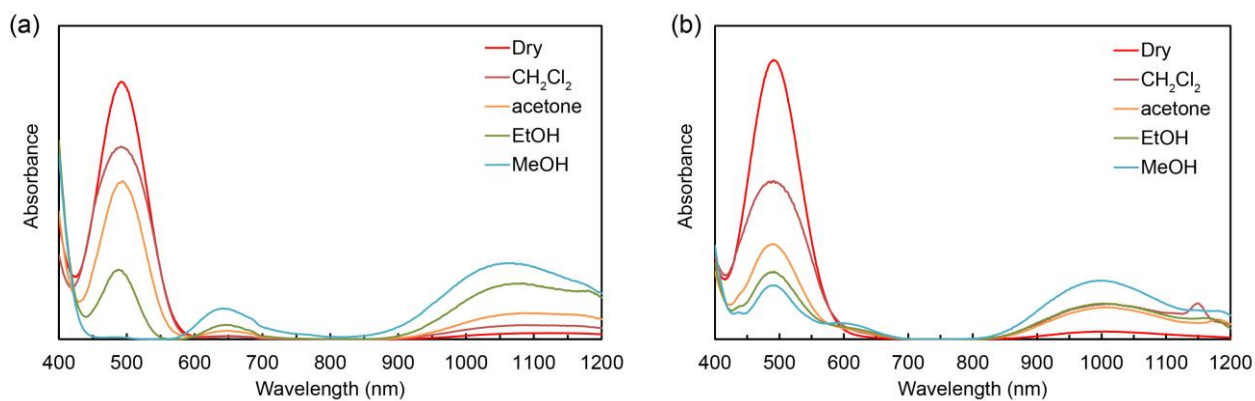 (a)
Absorbance
Dry
CH₂Cl₂
acetone
EtOH
MeOH
400 500 600 700 800 900 1000 1100 1200
Wavelength (nm)
(b)
Absorbance
Dry
CH₂Cl₂
acetone
EtOH
MeOH
400 500 600 700 800 900 1000 1100 1200
Wavelength (nm)